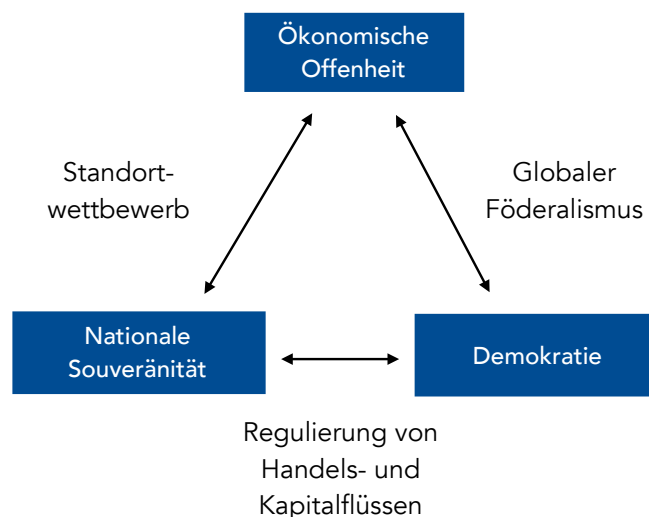 Ökonomische
Offenheit
Standort-
wettbewerb
Globaler
Föderalismus
Nationale
Souveränität
Demokratie
Regulierung von
Handels- und
Kapitalflüssen